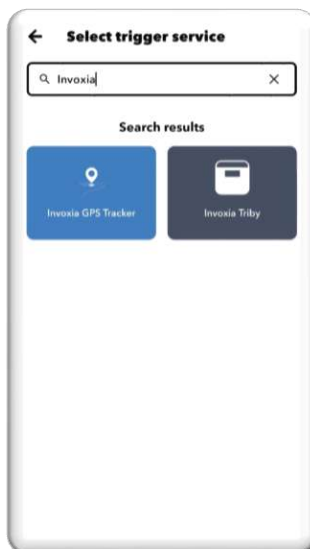 Select trigger service
Invoxia
Search results
Invoxia GPS Tracker
Invoxia Triby